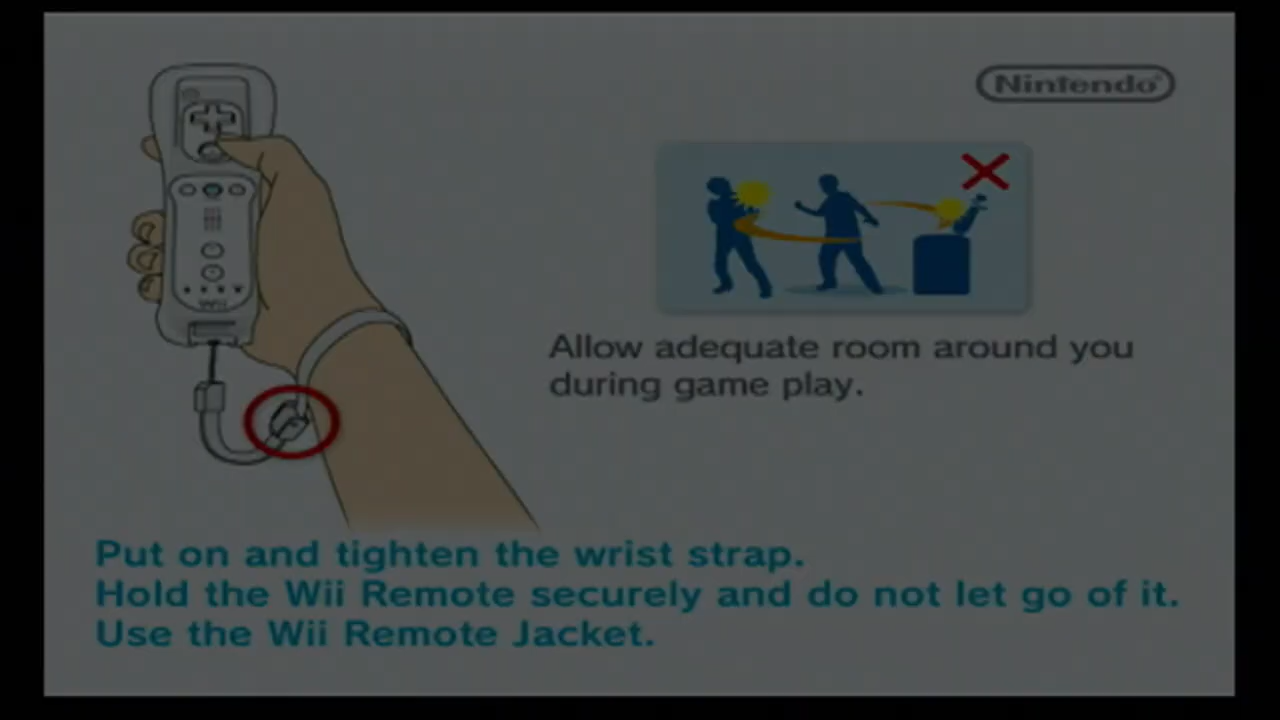 Nintendo
Allow adequate room around you
during game play.
Wii
Put on and tighten the wrist strap.
Hold the Wii Remote securely and do not let go of it.
Use the Wii Remote Jacket.